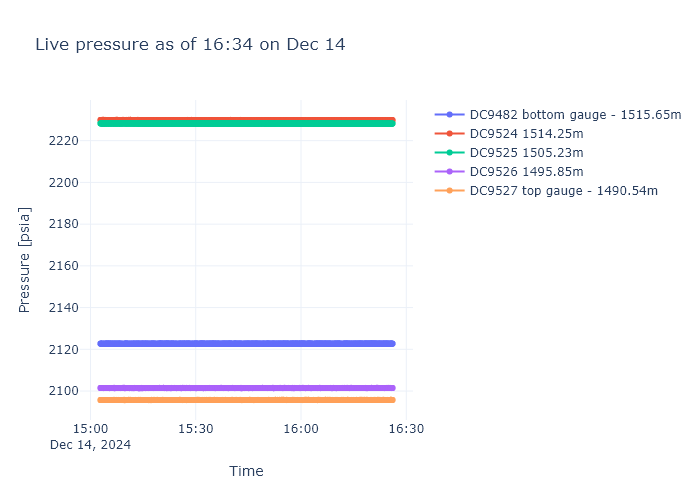 Live pressure as of 16:34 on Dec 14
DC9482 bottom gauge - 1515.65m
DC9524 1514.25m
DC9525 1505.23m
DC9526 1495.85m
DC9527 top gauge - 1490.54m
Pressure [psia]
2220
2200
2180
2160
2140
2120
2100
15:00 15:30 16:00 16:30
Dec 14, 2024
Time